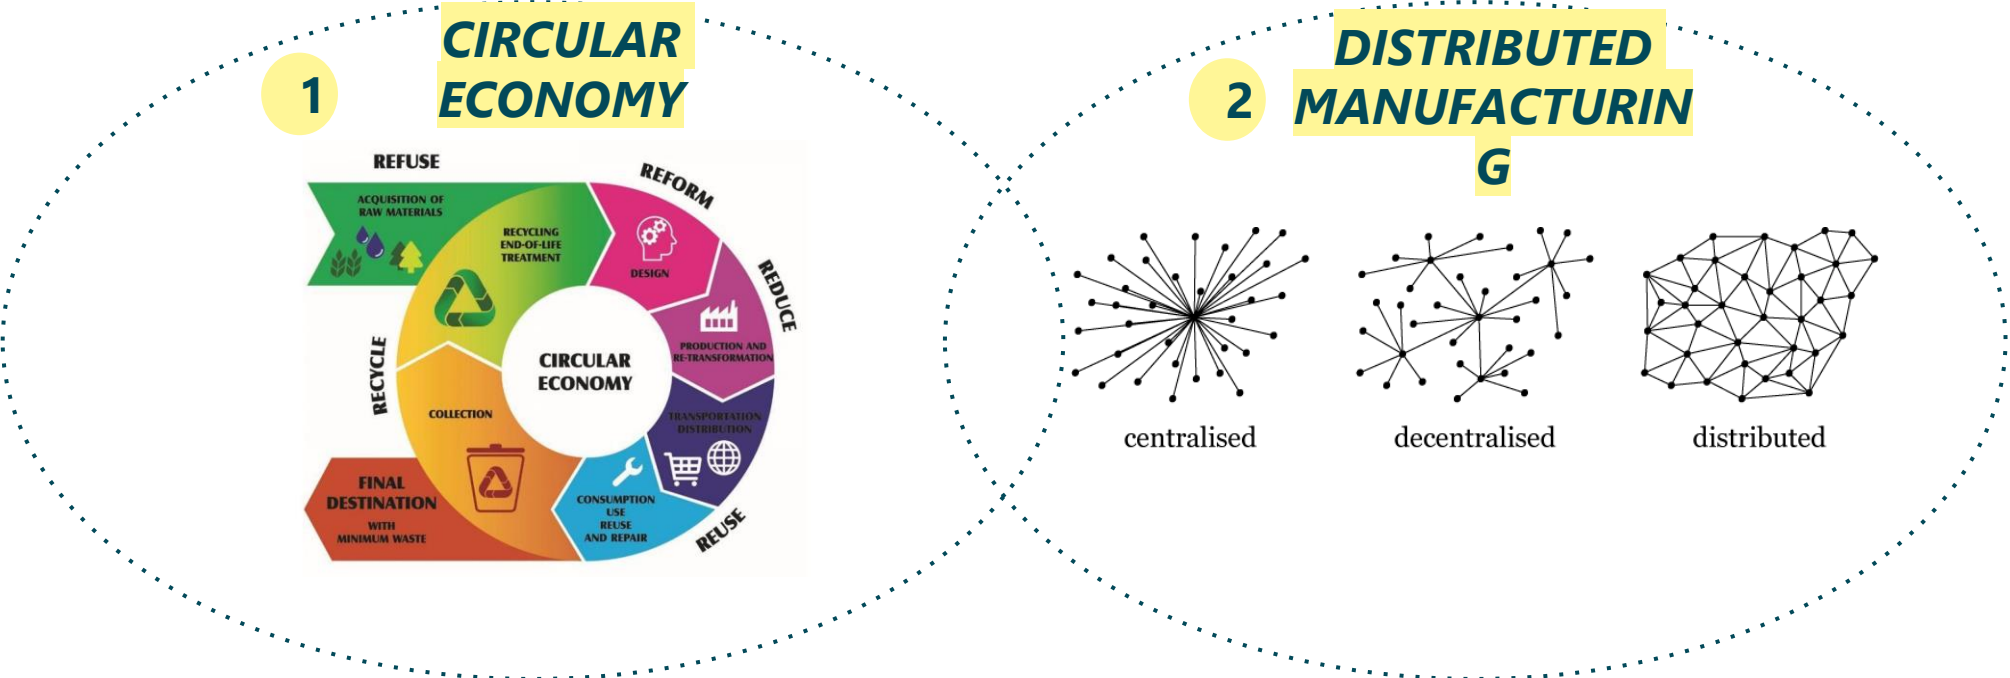 1
CIRCULAR
ECONOMY
REFUSE
ACQUISITION OF
RAW MATERIALS
RECYCLING
END-OF-LIFE
TREATMENT
REFORM
DESIGN
REDUCE
PRODUCTION AND
RE-TRANSFORMATION
CIRCULAR
ECONOMY
RECYCLE
COLLECTION
TRANSPORTATION
DISTRIBUTION
FINAL
DESTINATION
WITH
MINIMUM WASTE
CONSUMPTION
USE
REUSE
AND REPAIR
REUSE
2
DISTRIBUTED
MANUFACTURIN
G
centralised
decentralised
distributed